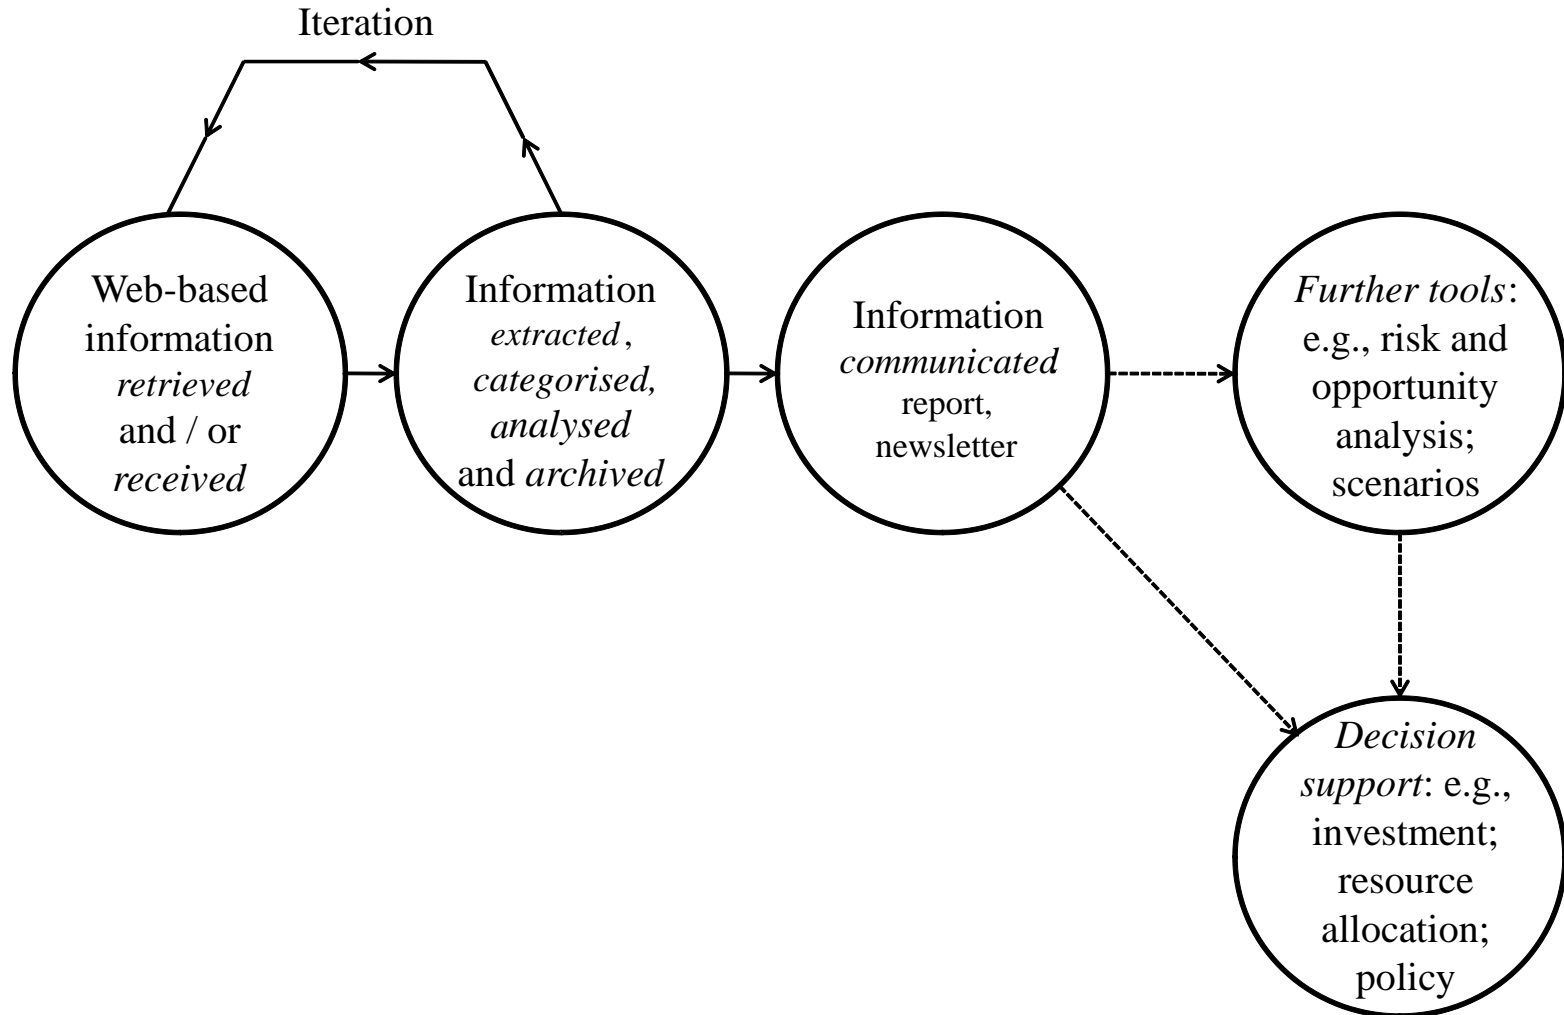 Iteration
Web-based
information
retrieved
and / or
received
Information
extracted,
categorised,
analysed
and archived
Information
communicated
report,
newsletter
Further tools:
e.g., risk and
opportunity
analysis;
scenarios
Decision
support: e.g.,
investment;
resource
allocation;
policy